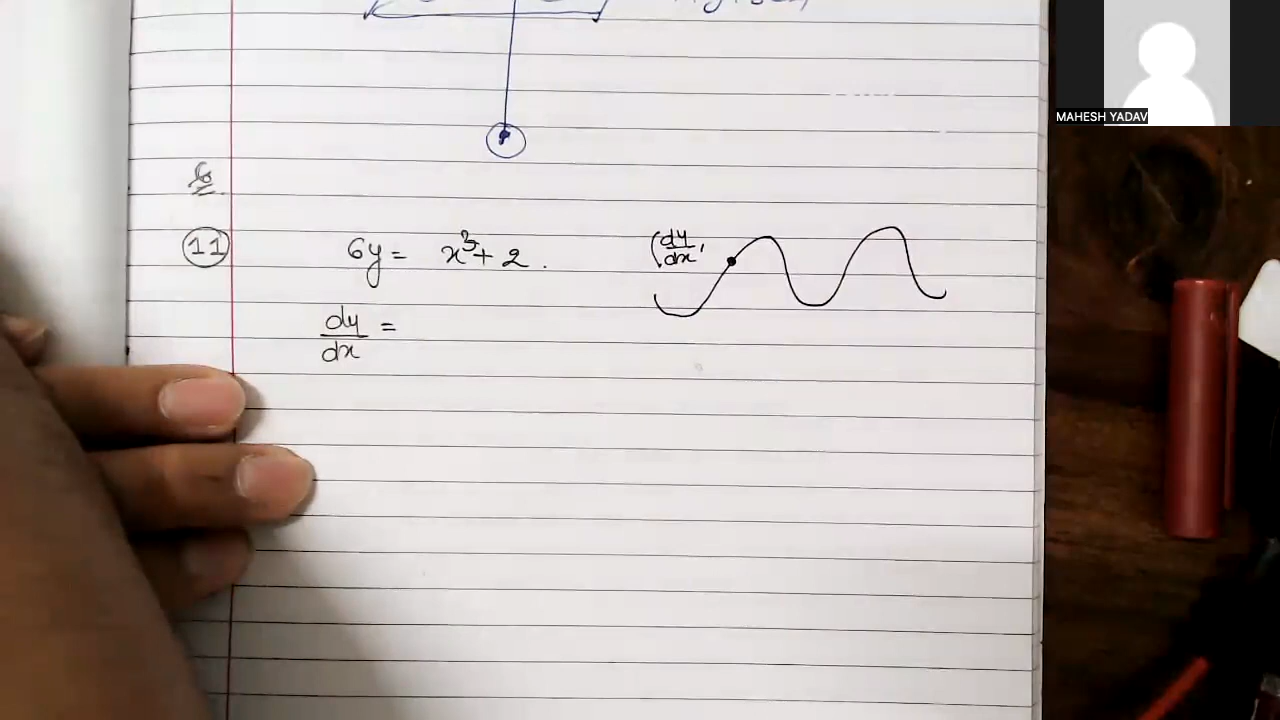 MAHESH YADAV
11 6y = x³ + 2 .
(dy/dx,
dy/dx =